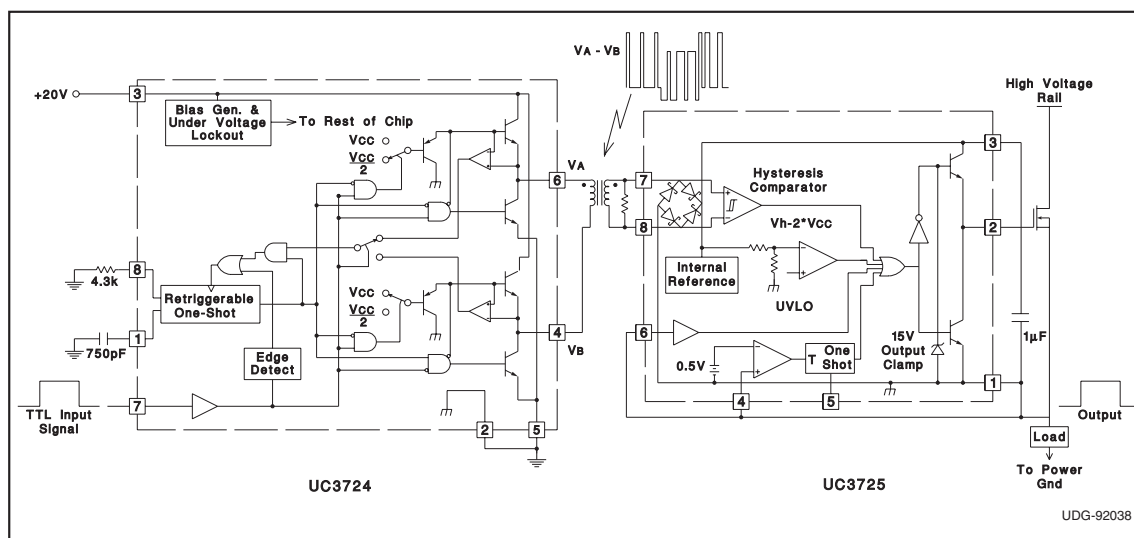 VA - VB
High Voltage
Rail
+20V
3
Bias Gen. &
Under Voltage
Lockout
To Rest of Chip
Vcc
Vcc
2
6
VA
7
8
Hysteresis
Comparator
Vh-2*Vcc
3
2
Internal
Reference
UVLO
8
4.3k
Retriggerable
One-Shot
1
750pF
Edge
Detect
Vcc
Vcc
2
4
VB
6
0.5V
T
One
Shot
15V
Output
Clamp
1µF
1
7
TTL Input
Signal
2
5
4
5
Output
Load
To Power
Gnd
UC3724
UC3725
UDG-92038